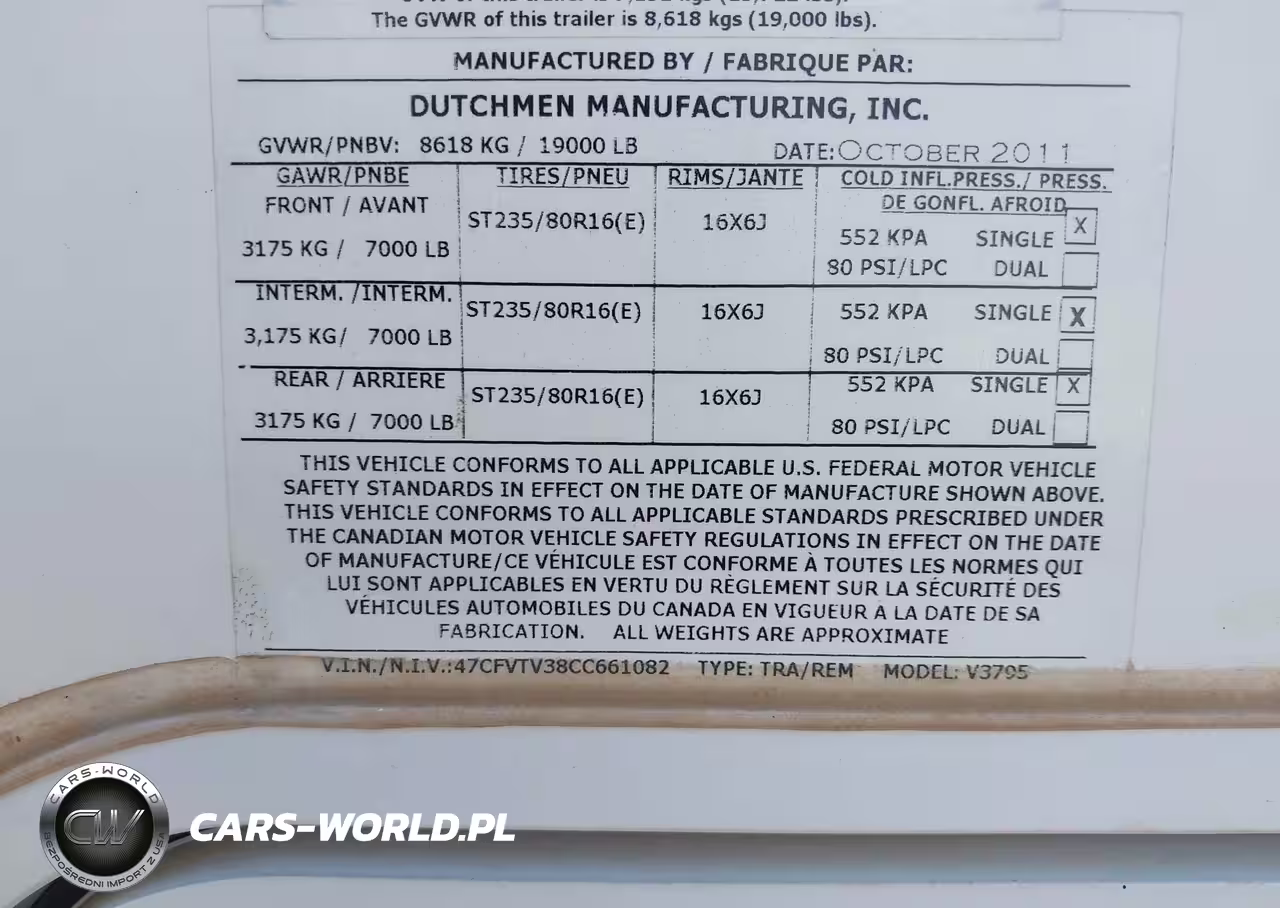 The GVWR of this trailer is 8,618 kgs (19,000 lbs).
MANUFACTURED BY / FABRIQUE PAR:
DUTCHMEN MANUFACTURING, INC.
GVWR/PNBV: 8618 KG / 19000 LB DATE: OCTOBER 2011
GAWR/PNBE TIRES/PNEU RIMS/JANTE COLD INFL.PRESS./ PRESS.
DE GONFL. AFROID
FRONT / AVANT ST235/80R16(E) 16X6J
3175 KG / 7000 LB 552 KPA SINGLE X
80 PSI/LPC DUAL
INTERM. /INTERM. ST235/80R16(E) 16X6J 552 KPA SINGLE X
3,175 KG/ 7000 LB 80 PSI/LPC DUAL
REAR / ARRIERE ST235/80R16(E) 16X6J 552 KPA SINGLE X
3175 KG / 7000 LB 80 PSI/LPC DUAL
THIS VEHICLE CONFORMS TO ALL APPLICABLE U.S. FEDERAL MOTOR VEHICLE
SAFETY STANDARDS IN EFFECT ON THE DATE OF MANUFACTURE SHOWN ABOVE.
THIS VEHICLE CONFORMS TO ALL APPLICABLE STANDARDS PRESCRIBED UNDER
THE CANADIAN MOTOR VEHICLE SAFETY REGULATIONS IN EFFECT ON THE DATE
OF MANUFACTURE/CE VÉHICULE EST CONFORME À TOUTES LES NORMES QUI
LUI SONT APPLICABLES EN VERTU DU RÈGLEMENT SUR LA SÉCURITÉ DES
VÉHICULES AUTOMOBILES DU CANADA EN VIGUEUR A LA DATE DE SA
FABRICATION. ALL WEIGHTS ARE APPROXIMATE
V.I.N./N.I.V.:47CFVTV38CC661082 TYPE: TRA/REM MODEL: V3795
CARS-WORLD
CW
BEZPOŚREDNI IMPORT Z USA
CARS-WORLD.PL